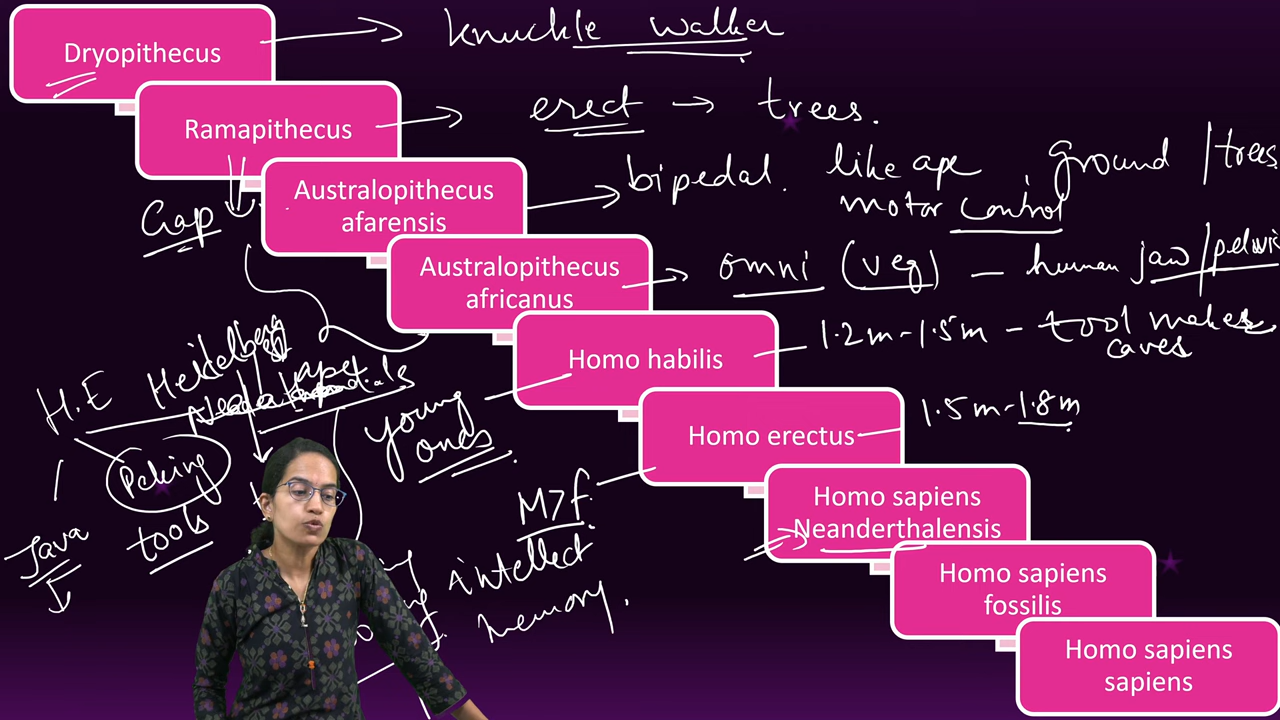 Dryopithecus
knuckle walker
Ramapithecus
erect → trees.
Australopithecus
afarensis
bipedal. like ape , ground / trees
motor control
Gap
Australopithecus
africanus
omni (veg) — human jaw / pelvis
Homo habilis
1.2m-1.5m - tool makers
caves
young
ones.
Homo erectus
1.5m-1.8m
M>f.
intellect
memory.
H.E Heidelberg
ape
Peking
tools
Java
Homo sapiens
Neanderthalensis
Homo sapiens
fossilis
Homo sapiens
sapiens